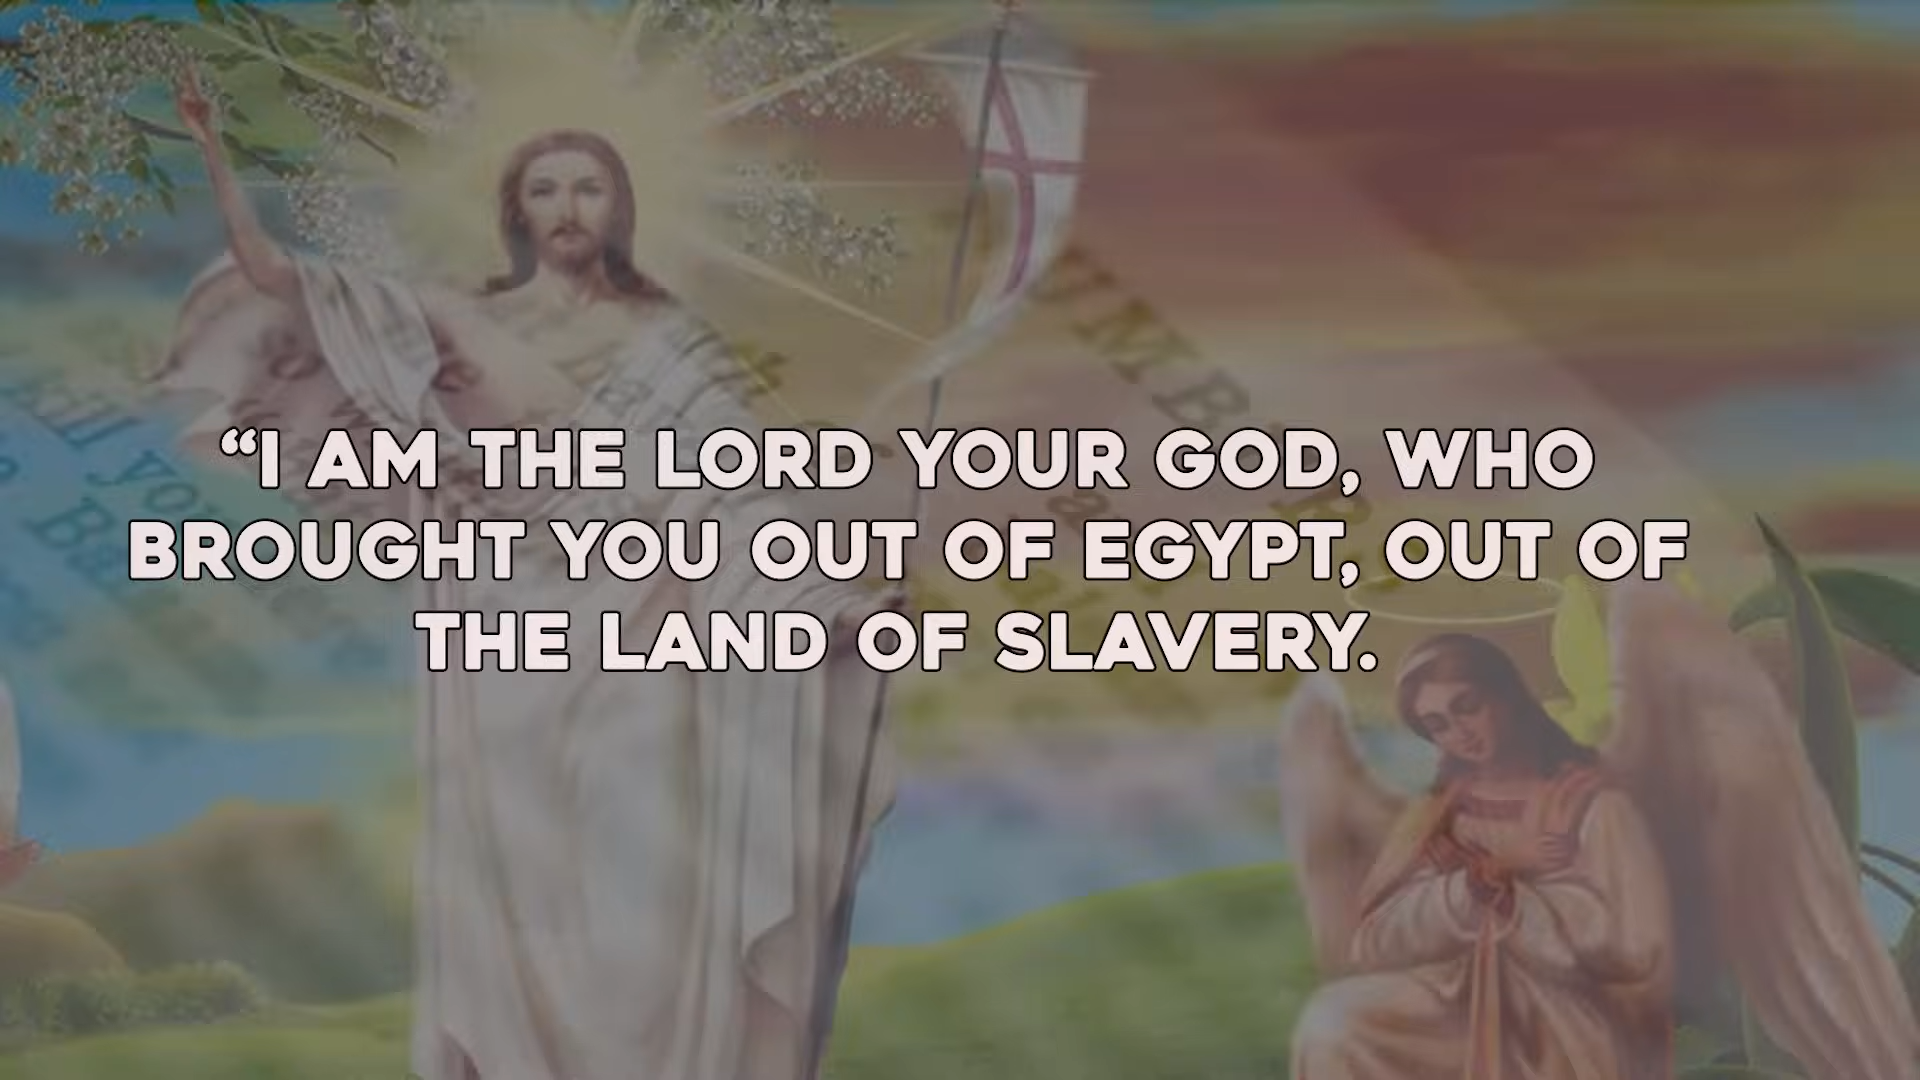 “I AM THE LORD YOUR GOD, WHO
BROUGHT YOU OUT OF EGYPT, OUT OF
THE LAND OF SLAVERY.